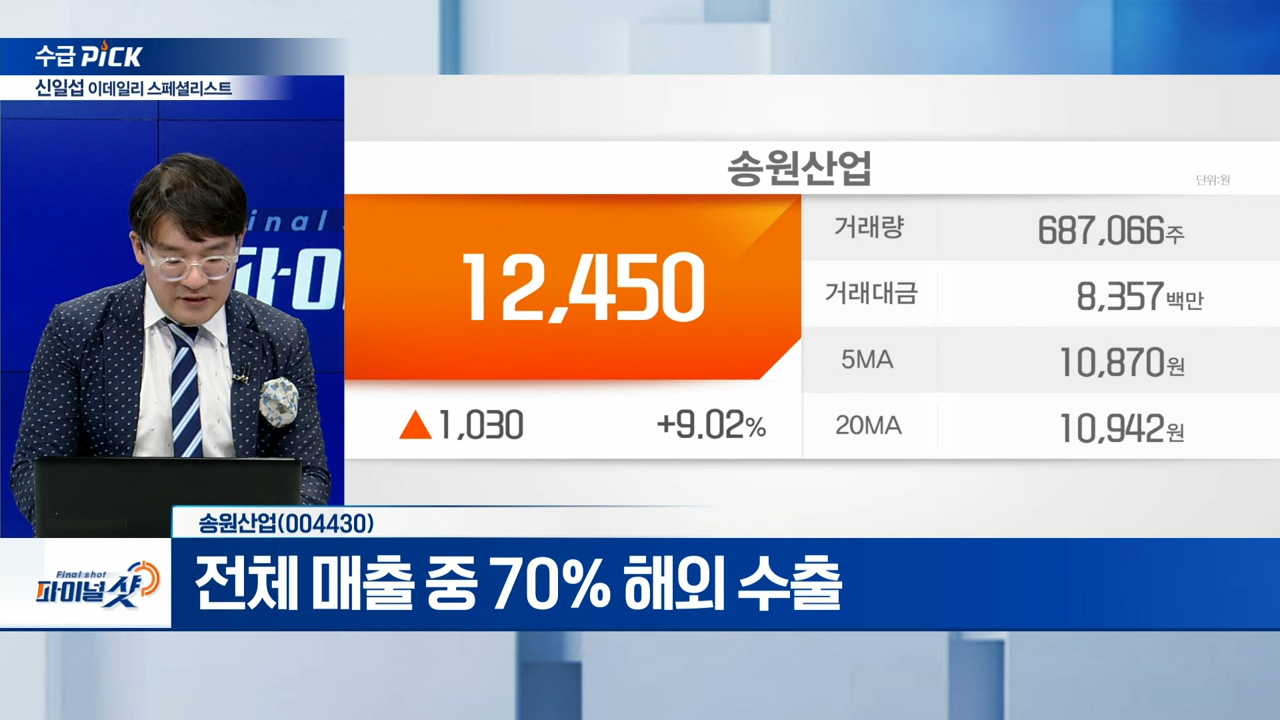 수급 PiCK
신일섭 이데일리 스페셜리스트
inal
파이
송원산업
단위:원
12,450
▲1,030 +9.02%
거래량 687,066주
거래대금 8,357백만
5MA 10,870원
20MA 10,942원
송원산업(004430)
Final shot
파이널샷
전체 매출 중 70% 해외 수출